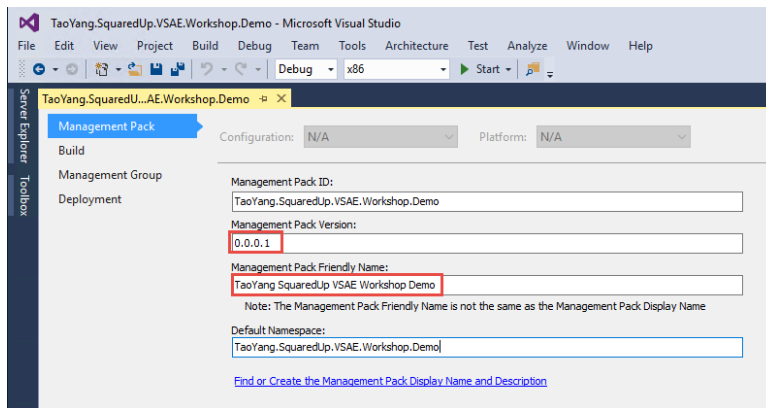 TaoYang.SquaredUp.VSAE.Workshop.Demo - Microsoft Visual Studio
File Edit View Project Build Debug Team Tools Architecture Test Analyze Window Help
Debug x86 Start
Server Explorer
Toolbox
TaoYang.SquaredU...AE.Workshop.Demo
Management Pack
Build
Management Group
Deployment
Configuration: N/A Platform: N/A
Management Pack ID:
TaoYang.SquaredUp.VSAE.Workshop.Demo
Management Pack Version:
0.0.0.1
Management Pack Friendly Name:
TaoYang SquaredUp VSAE Workshop Demo
Note: The Management Pack Friendly Name is not the same as the Management Pack Display Name
Default Namespace:
TaoYang.SquaredUp.VSAE.Workshop.Demo
Find or Create the Management Pack Display Name and Description